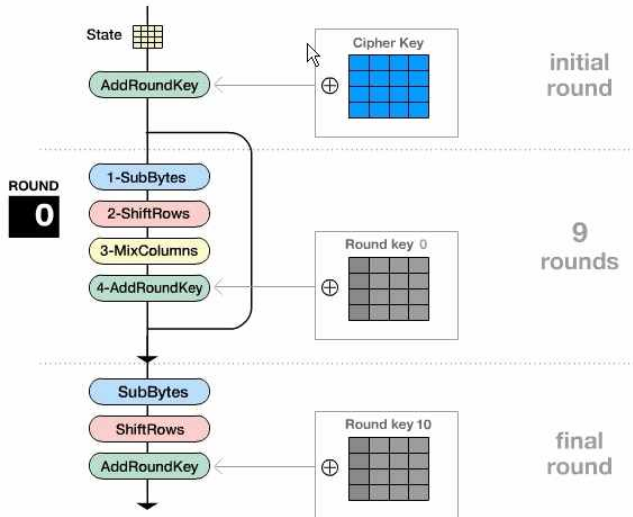 State
Cipher Key
initial
round
AddRoundKey
1-SubBytes
ROUND
0
2-ShiftRows
3-MixColumns
4-AddRoundKey
Round key 0
9
rounds
SubBytes
ShiftRows
AddRoundKey
Round key 10
final
round